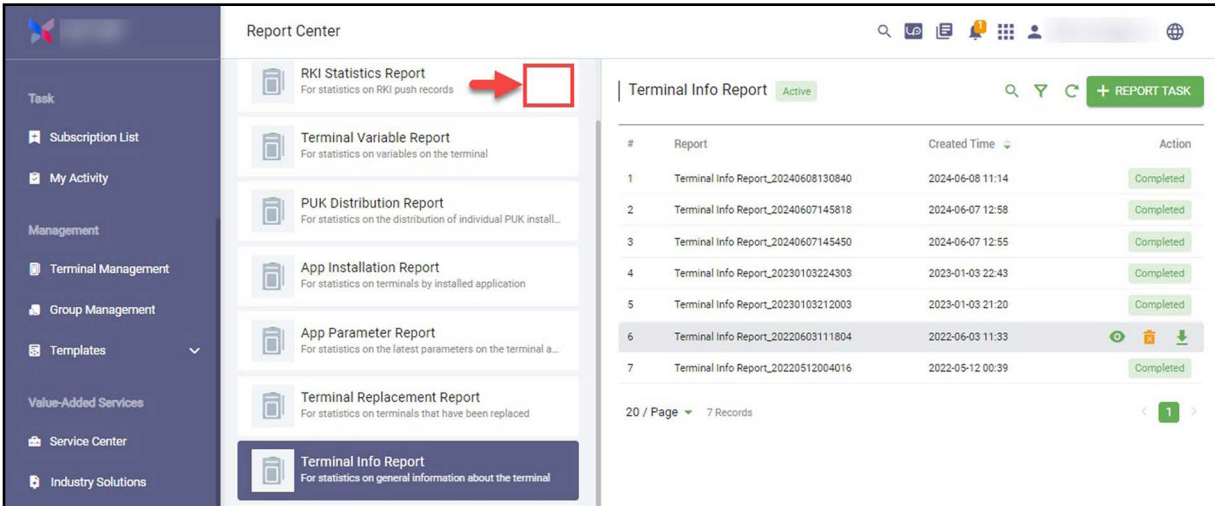 Report Center
1
Task
Subscription List
My Activity
Management
Terminal Management
Group Management
Templates
Value-Added Services
Service Center
Industry Solutions
RKI Statistics Report
For statistics on RKI push records
Terminal Variable Report
For statistics on variables on the terminal
PUK Distribution Report
For statistics on the distribution of individual PUK install...
App Installation Report
For statistics on terminals by installed application
App Parameter Report
For statistics on the latest parameters on the terminal a...
Terminal Replacement Report
For statistics on terminals that have been replaced
Terminal Info Report
For statistics on general information about the terminal
Terminal Info Report Active + REPORT TASK
# Report Created Time Action
1 Terminal Info Report_20240608130840 2024-06-08 11:14 Completed
2 Terminal Info Report_20240607145818 2024-06-07 12:58 Completed
3 Terminal Info Report_20240607145450 2024-06-07 12:55 Completed
4 Terminal Info Report_20230103224303 2023-01-03 22:43 Completed
5 Terminal Info Report_20230103212003 2023-01-03 21:20 Completed
6 Terminal Info Report_20220603111804 2022-06-03 11:33
7 Terminal Info Report_20220512004016 2022-05-12 00:39 Completed
20 / Page 7 Records < 1 >